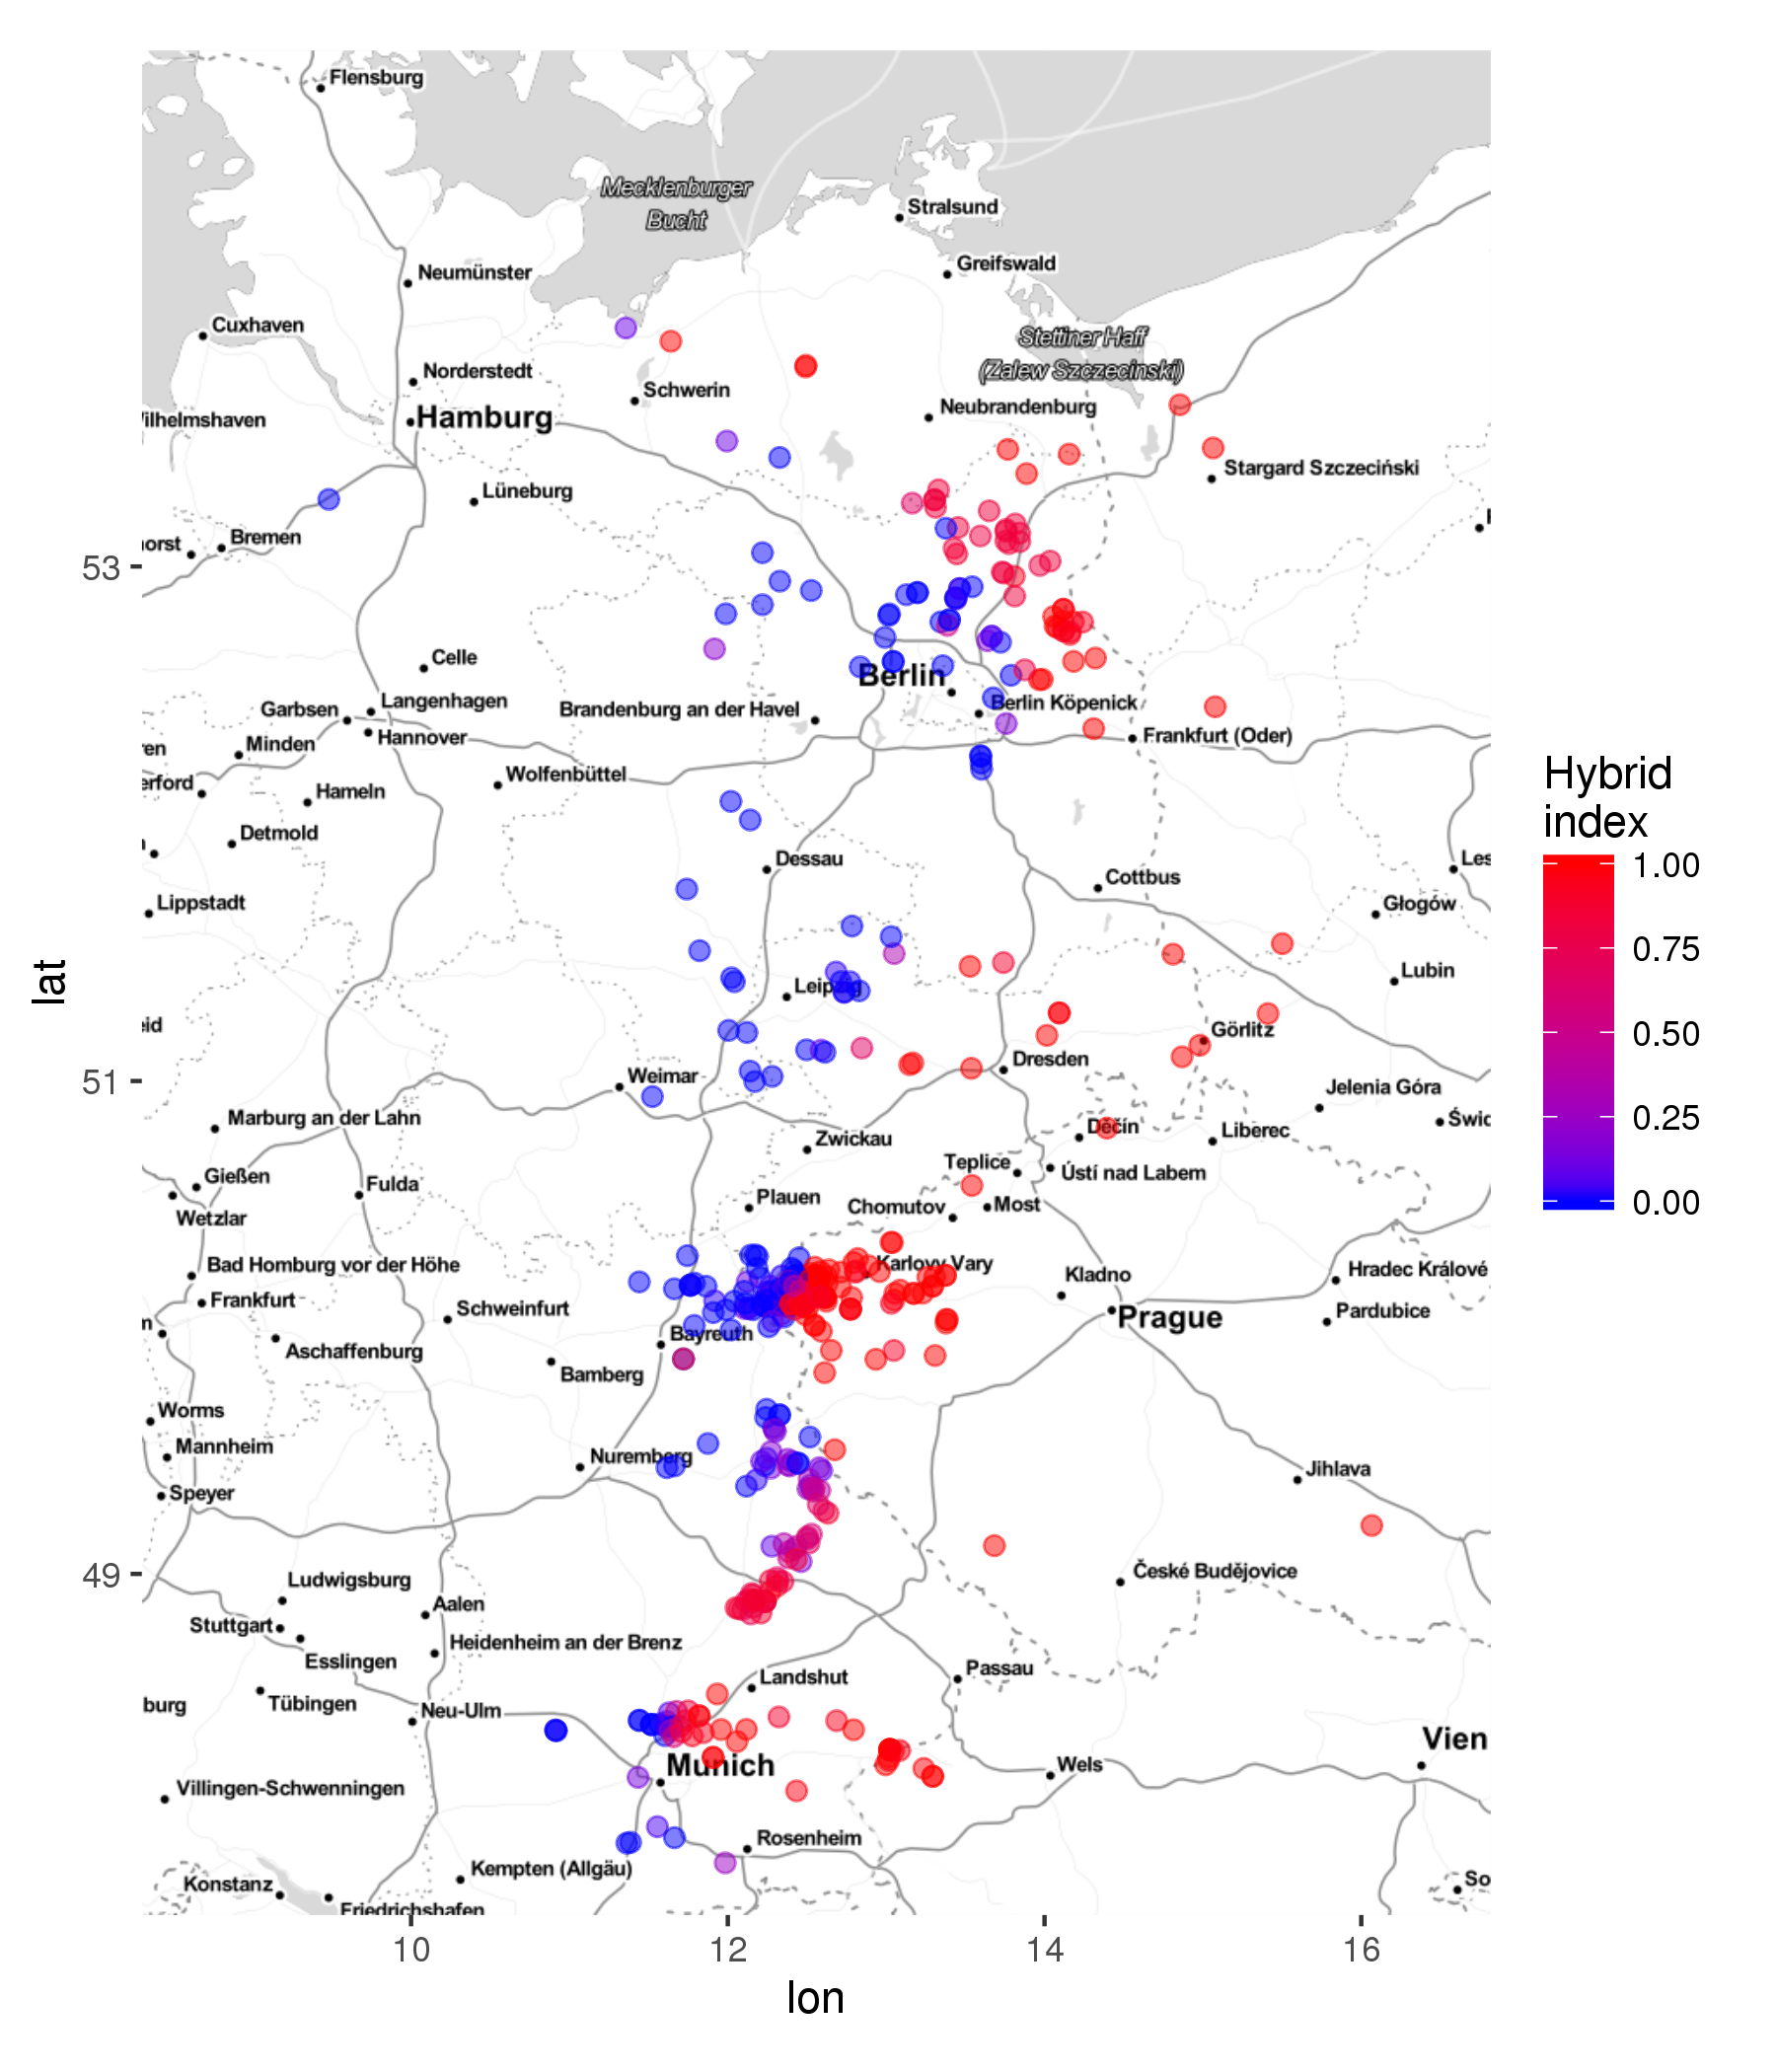 Flensburg
Mecklenburger
Bucht
Stralsund
Greifswald
Neumünster
Cuxhaven
Stettiner Haff
(Zalew Szczecinski)
Norderstedt
Schwerin
Neubrandenburg
Hamburg
ilhelmshaven
Stargard Szczeciński
Lüneburg
Bremen
orst
53
Celle
Berlin
Langenhagen
Berlin Köpenick
Garbsen
Brandenburg an der Havel
Hannover
Frankfurt (Oder)
Minden
ren
Wolfenbüttel
erford
Hameln
Hybrid
index
Detmold
Dessau
Les
1.00
Cottbus
Lippstadt
Głogów
0.75
Lubin
lat
Leipzig
eid
Görlitz
0.50
Dresden
51
Weimar
Jelenia Góra
Marburg an der Lahn
Děčín
Liberec
Świd
0.25
Zwickau
Teplice
Ústí nad Labem
Gießen
Fulda
Plauen
Chomutov
Most
0.00
Wetzlar
Bad Homburg vor der Höhe
Karlovy Vary
Kladno
Hradec Králové
Frankfurt
Schweinfurt
Prague
Pardubice
n
Bayreuth
Aschaffenburg
Bamberg
Worms
Mannheim
Nuremberg
Jihlava
Speyer
49
České Budějovice
Ludwigsburg
Aalen
Stuttgart
Heidenheim an der Brenz
Esslingen
Passau
Landshut
burg
Tübingen
Neu-Ulm
Vien
Munich
Wels
Villingen-Schwenningen
Rosenheim
Kempten (Allgäu)
Konstanz
So
Friedrichshafen
10
12
14
16
lon